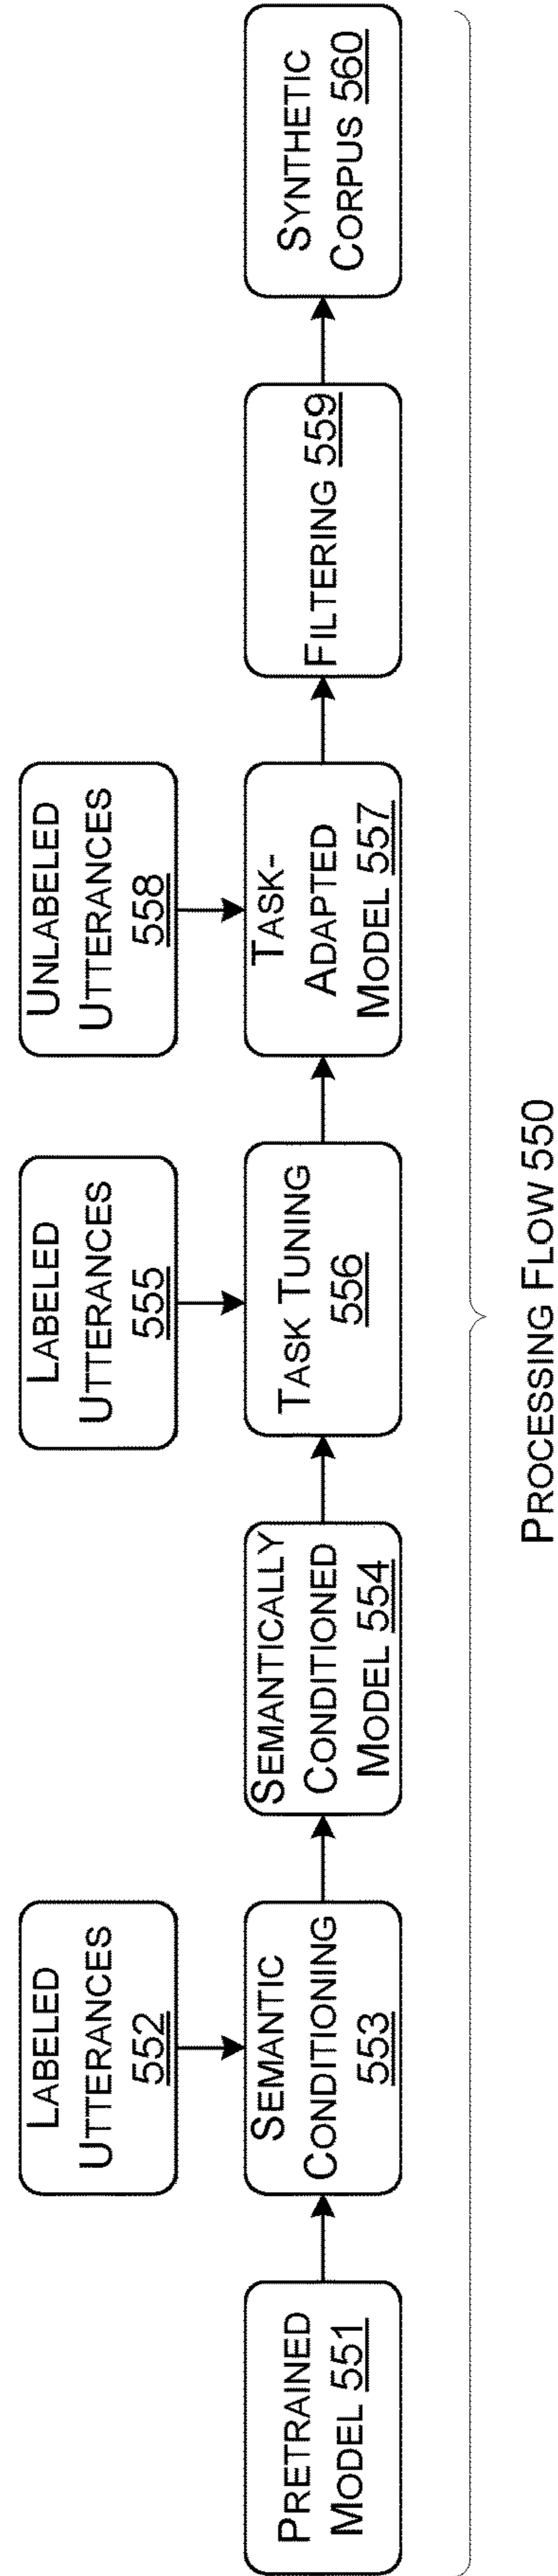 LABELED
UTTERANCES
552
LABELED
UTTERANCES
555
UNLABELED
UTTERANCES
558
PRETRAINED
MODEL 551
SEMANTIC
CONDITIONING
553
SEMANTICALLY
CONDITIONED
MODEL 554
TASK TUNING
556
TASK-
ADAPTED
MODEL 557
FILTERING 559
SYNTHETIC
CORPUS 560
PROCESSING FLOW 550